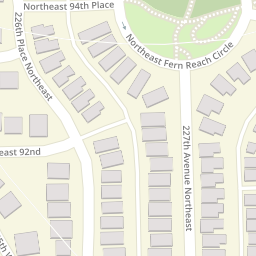 Northeast 94th Place
226th Place Northeast
Northeast Fern Reach Circle
227th Avenue Northeast
east 92nd